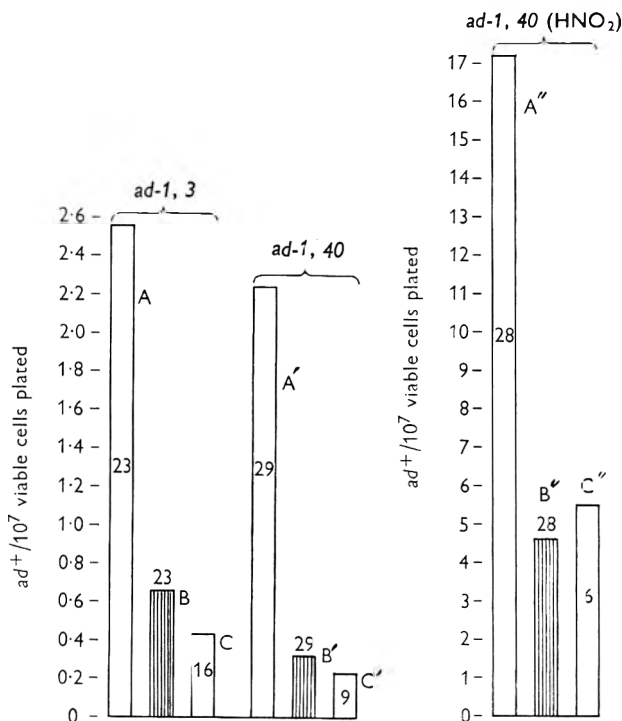 ad-1, 40 (HNO₂)
17
16
15
14
13
12
11
10
9
8
7
6
5
4
3
2
1
0
ad⁺/10⁷ viable cells plated
A″
28
B″
28
C″
6
ad-1, 3
2·6
2·4
2·2
2·0
1·8
1·6
1·4
1·2
1·0
0·8
0·6
0·4
0·2
0
ad⁺/10⁷ viable cells plated
A
23
23
B
C
16
ad-1, 40
A′
29
29
B′
C′
9